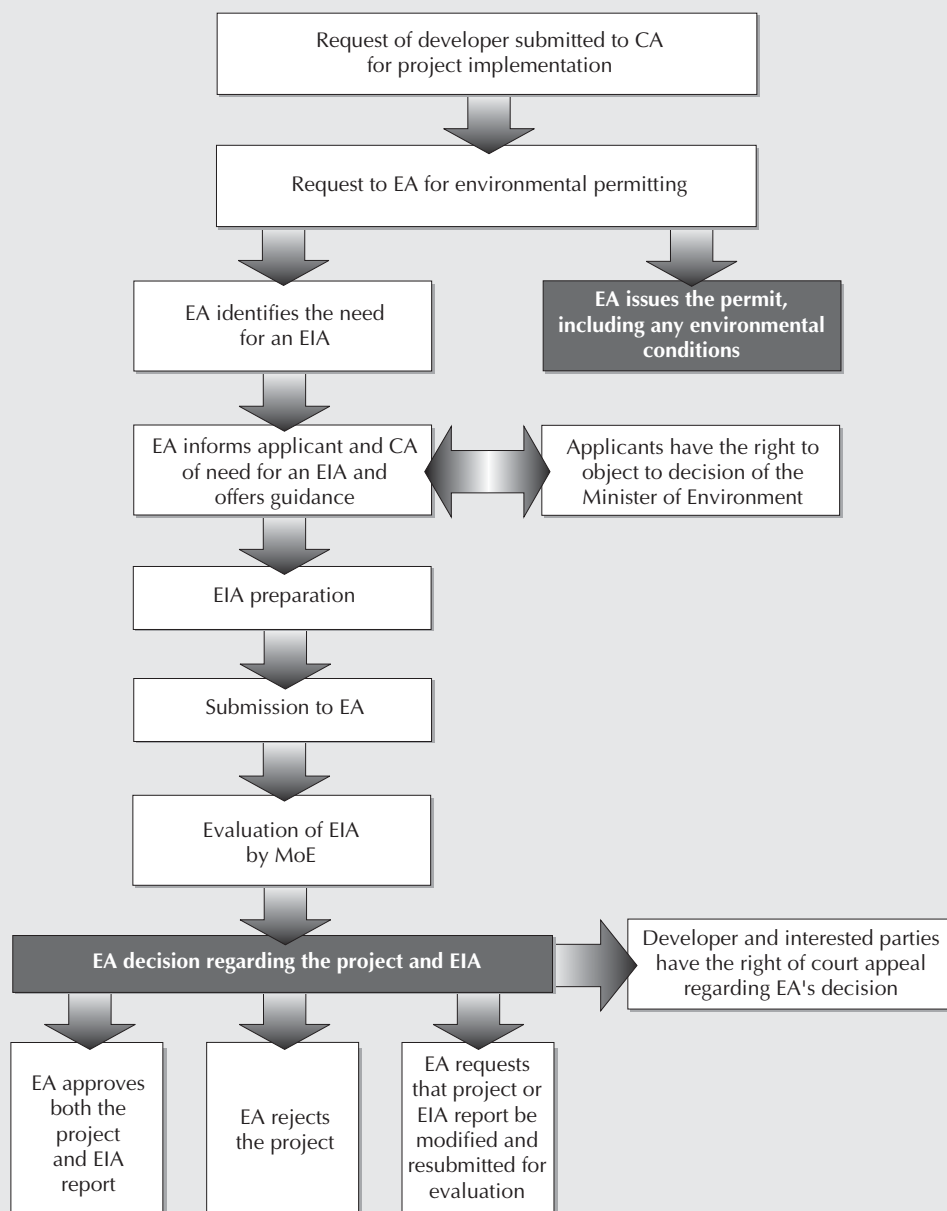 Request of developer submitted to CA
for project implementation
Request to EA for environmental permitting
EA identifies the need
for an EIA
EA issues the permit,
including any environmental
conditions
EA informs applicant and CA
of need for an EIA and
offers guidance
Applicants have the right to
object to decision of the
Minister of Environment
EIA preparation
Submission to EA
Evaluation of EIA
by MoE
EA decision regarding the project and EIA
Developer and interested parties
have the right of court appeal
regarding EA's decision
EA approves
both the
project
and EIA
report
EA rejects
the project
EA requests
that project or
EIA report be
modified and
resubmitted for
evaluation